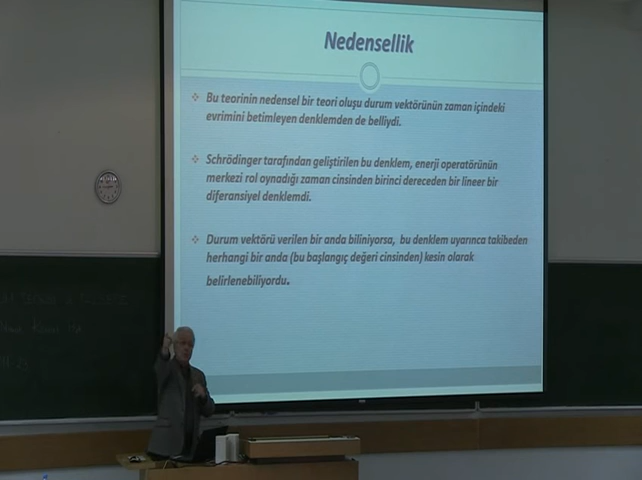 Nedensellik
Bu teorinin nedensel bir teori oluşu durum vektörünün zaman içindeki
evrimini betimleyen denklemden de belliydi.
Schrödinger tarafından geliştirilen bu denklem, enerji operatörünün
merkezi rol oynadığı zaman cinsinden birinci dereceden bir lineer bir
diferansiyel denklemdi.
Durum vektörü verilen bir anda biliniyorsa, bu denklem uyarınca takibeden
herhangi bir anda (bu başlangıç değeri cinsinden) kesin olarak
belirlenebiliyordu.